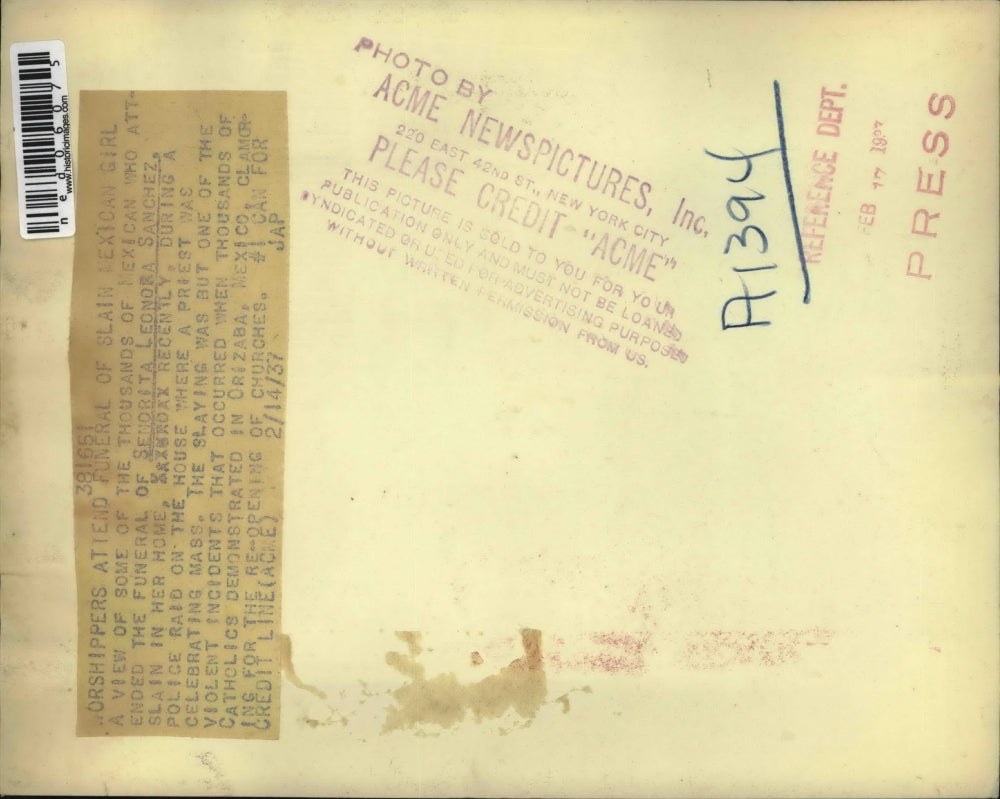 381651
WORSHIPPERS ATTEND FUNERAL OF SLAIN MEXICAN GIRL
A VIEW OF SOME OF THE THOUSANDS OF MEXICAN WHO ATT-
ENDED THE FUNERAL OF SENORITA LEONORA SANCHEZ,
SLAIN IN HER HOME, RECENTLY DURING A
POLICE RAID ON THE HOUSE WHERE A PRIEST WAS
CELEBRATING MASS. THE SLAYING WAS BUT ONE OF THE
VIOLENT INCIDENTS THAT OCCURRED WHEN THOUSANDS OF
CATHOLICS DEMONSTRATED IN ORIZABA, MEXICO, CLAMOR-
ING FOR THE RE-OPENING OF CHURCHES. #1 CAN FOR
CREDIT LINE(ACME) 2/14/37 JAP
PHOTO BY
ACME NEWSPICTURES, Inc,
220 EAST 42ND ST., NEW YORK CITY
PLEASE CREDIT - "ACME"
THIS PICTURE IS SOLD TO YOU FOR YOUR
PUBLICATION ONLY AND MUST NOT BE LOANED
SYNDICATED OR USED FOR ADVERTISING PURPOSES
WITHOUT WRITTEN PERMISSION FROM US.
A1394
REFERENCE DEPT.
FEB 17 1937
PRESS
www.historicimages.com